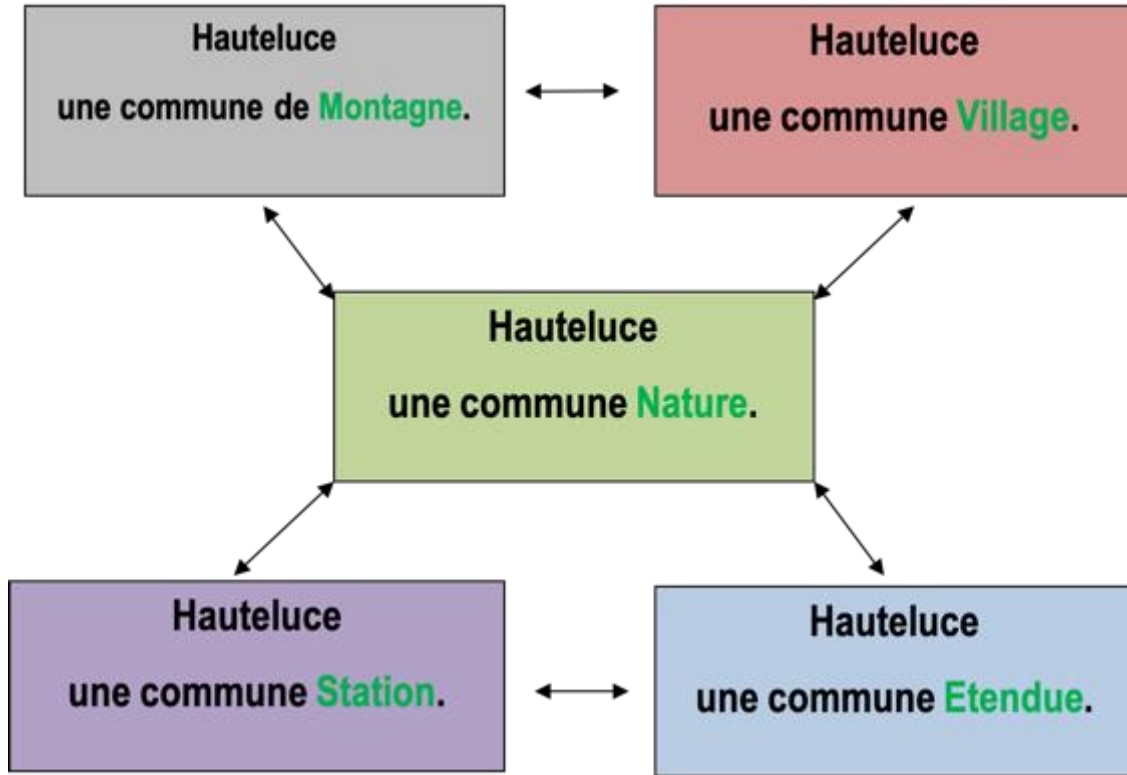 Hauteluce
une commune de Montagne.
Hauteluce
une commune Village.
Hauteluce
une commune Nature.
Hauteluce
une commune Station.
Hauteluce
une commune Etendue.